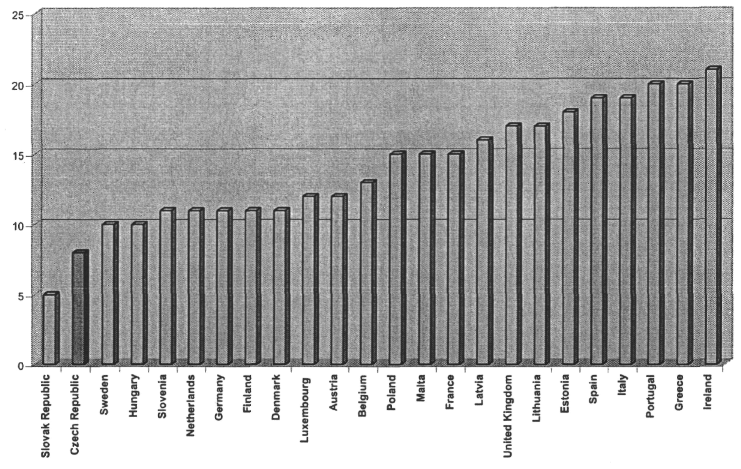 25
20
15
10
5
0
Slovak Republic
Czech Republic
Sweden
Hungary
Slovenia
Netherlands
Germany
Finland
Denmark
Luxembourg
Austria
Belgium
Poland
Malta
France
Latvia
United Kingdom
Lithuania
Estonia
Spain
Italy
Portugal
Greece
Ireland